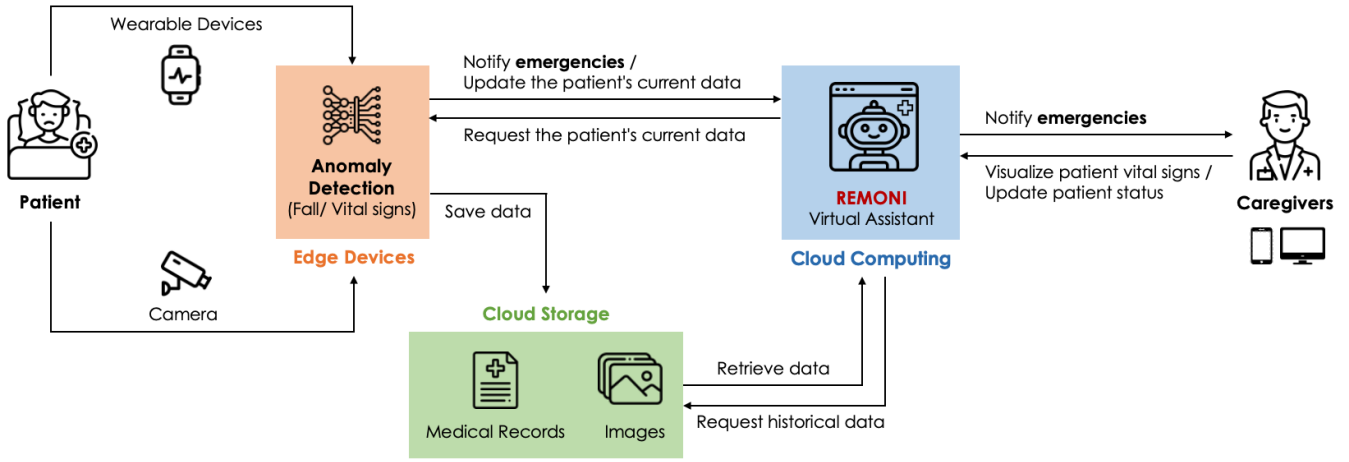 Wearable Devices
Patient
Camera
Anomaly
Detection
(Fall/ Vital signs)
Edge Devices
Notify emergencies /
Update the patient's current data
Request the patient's current data
Save data
Cloud Storage
Medical Records
Images
Retrieve data
Request historical data
REMONI
Virtual Assistant
Cloud Computing
Notify emergencies
Visualize patient vital signs /
Update patient status
Caregivers